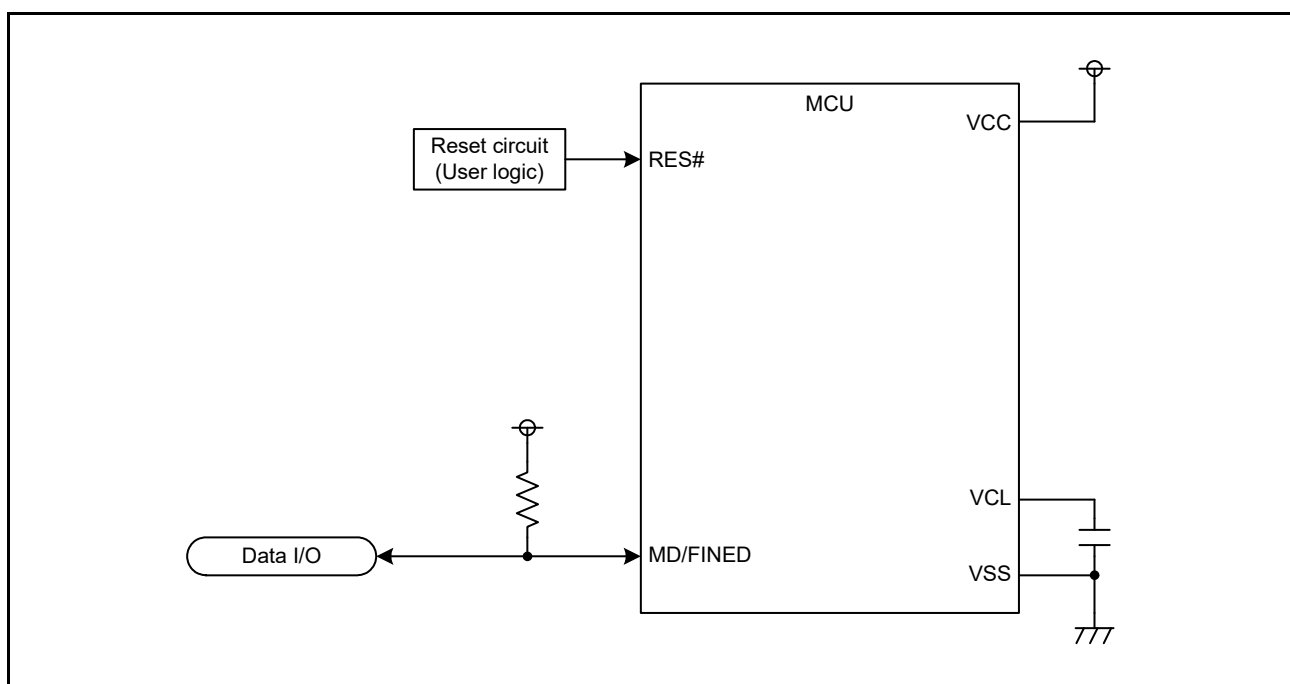 MCU
VCC
Reset circuit
(User logic)
RES#
VCL
Data I/O
MD/FINED
VSS